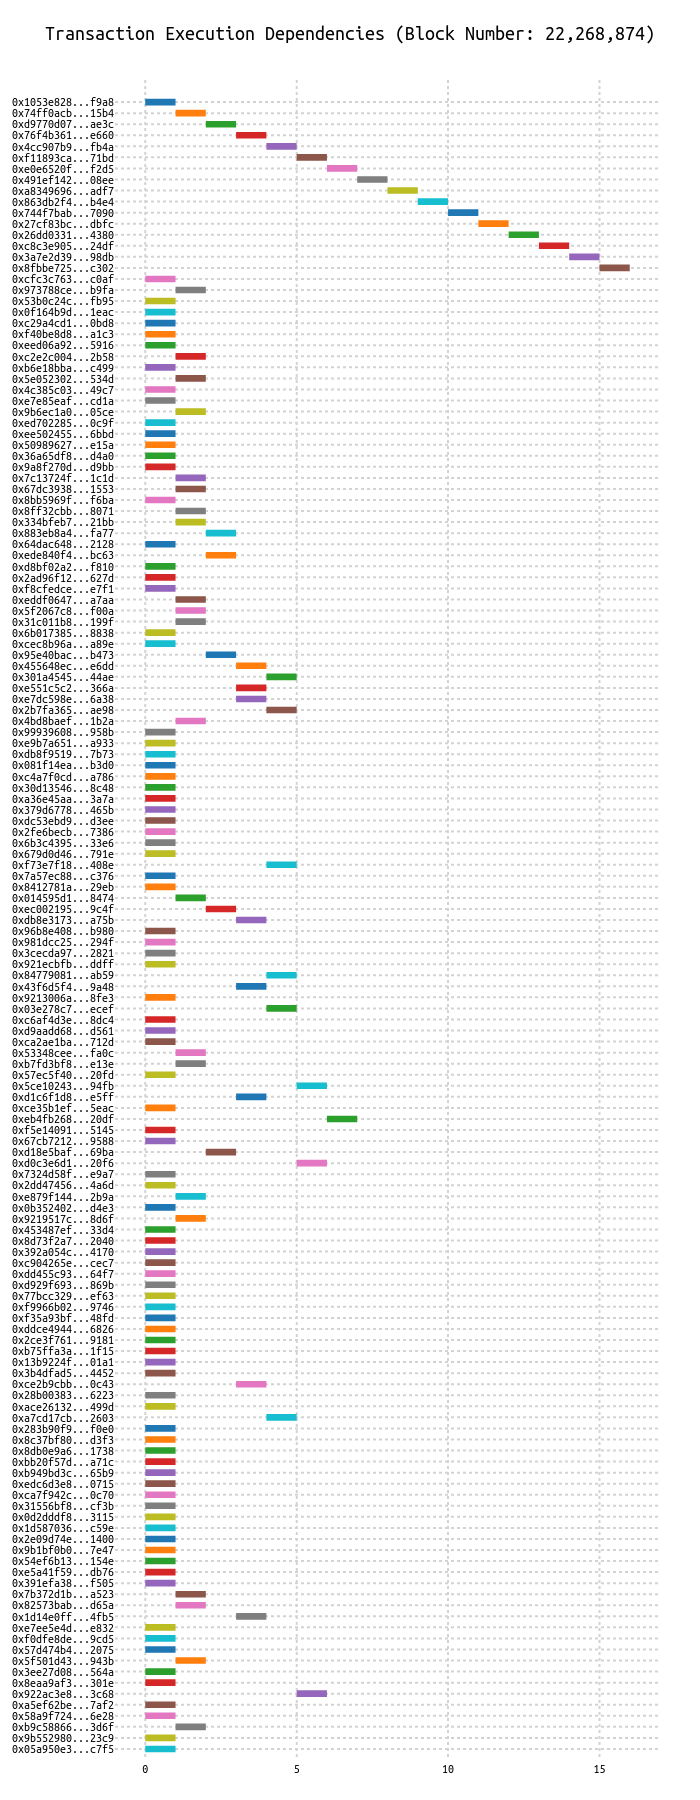 Transaction Execution Dependencies (Block Number: 22,268,874)
0x1053e828...f9a8
0x74ff0acb...15b4
0xd9770d07...ae3c
0x76f4b361...e660
0x4cc907b9...fb4a
0xf11893ca...71bd
0xe0e6520f...f2d5
0x491ef142...08ee
0xa8349696...adf7
0x863db2f4...b4e4
0x744f7bab...7090
0x27cf83bc...dbfc
0x26dd0331...4380
0xc8c3e905...24df
0x3a7e2d39...98db
0x8fbbe725...c302
0xcfc3c763...c0af
0x973788ce...b9fa
0x53b0c24c...fb95
0x0f164b9d...1eac
0xc29a4cd1...0bd8
0xf40be8d8...a1c3
0xeed06a92...5916
0xc2e2c004...2b58
0xb6e18bba...c499
0x5e052302...534d
0x4c385c03...49c7
0xe7e85eaf...cd1a
0x9b6ec1a0...05ce
0xed702285...0c9f
0xee502455...6bbd
0x50989627...e15a
0x36a65df8...d4a0
0x9a8f270d...d9bb
0x7c13724f...1c1d
0x67dc3938...1553
0x8bb5969f...f6ba
0x8ff32cbb...8071
0x334bfeb7...21bb
0x883eb8a4...fa77
0x64dac648...2128
0xede840f4...bc63
0xd8bf02a2...f810
0x2ad96f12...627d
0xf8cfedce...e7f1
0xeddf0647...a7aa
0x5f2067c8...f00a
0x31c011b8...199f
0x6b017385...8838
0xcec8b96a...a89e
0x95e40bac...b473
0x455648ec...e6dd
0x301a4545...44ae
0xe551c5c2...366a
0xe7dc598e...6a38
0x2b7fa365...ae98
0x4bd8baef...1b2a
0x99939608...958b
0xe9b7a651...a933
0xdb8f9519...7b73
0x081f14ea...b3d0
0xc4a7f0cd...a786
0x30d13546...8c48
0xa36e45aa...3a7a
0x379d6778...465b
0xdc53ebd9...d3ee
0x2fe6becb...7386
0x6b3c4395...33e6
0x679d0d46...791e
0xf73e7f18...408e
0x7a57ec88...c376
0x8412781a...29eb
0x014595d1...8474
0xec002195...9c4f
0xdb8e3173...a75b
0x96b8e408...b980
0x981dcc25...294f
0x3cecda97...2821
0x921ecbfb...ddff
0x84779081...ab59
0x43f6d5f4...9a48
0x9213006a...8fe3
0x03e278c7...ecef
0xc6af4d3e...8dc4
0xd9aadd68...d561
0xca2ae1ba...712d
0x53348cee...fa0c
0xb7fd3bf8...e13e
0x57ec5f40...20fd
0x5ce10243...94fb
0xd1c6f1d8...e5ff
0xce35b1ef...5eac
0xeb4fb268...20df
0xf5e14091...5145
0x67cb7212...9588
0xd18e5baf...69ba
0xd0c3e6d1...20f6
0x7324d58f...e9a7
0x2dd47456...4a6d
0xe879f144...2b9a
0x0b352402...d4e3
0x9219517c...8d6f
0x453487ef...33d4
0x8d73f2a7...2040
0x392a054c...4170
0xc904265e...cec7
0xdd455c93...64f7
0xd929f693...869b
0x77bcc329...ef63
0xf9966b02...9746
0xf35a93bf...48fd
0xddce4944...6826
0x2ce3f761...9181
0xb75ffa3a...1f15
0x13b9224f...01a1
0x3b4dfad5...4452
0xce2b9cbb...0c43
0x28b00383...6223
0xace26132...499d
0xa7cd17cb...2603
0x283b90f9...f0e0
0x8c37bf80...d3f3
0x8db0e9a6...1738
0xbb20f57d...a71c
0xb949bd3c...65b9
0xedc6d3e8...0715
0xca7f942c...0c70
0x31556bf8...cf3b
0x0d2dddf8...3115
0x1d587036...c59e
0x2e09d74e...1400
0x9b1bf0b0...7e47
0x54ef6b13...154e
0xe5a41f59...db76
0x391efa38...f505
0x7b372d1b...a523
0x82573bab...d65a
0x1d14e0ff...4fb5
0xe7ee5e4d...e832
0xf0dfe8de...9cd5
0x57d474b4...2075
0x5f501d43...943b
0x3ee27d08...564a
0x8eaa9af3...301e
0x922ac3e8...3c68
0xa5ef62be...7af2
0x58a9f724...6e28
0xb9c58866...3d6f
0x9b552980...23c9
0x05a950e3...c7f5
0 5 10 15